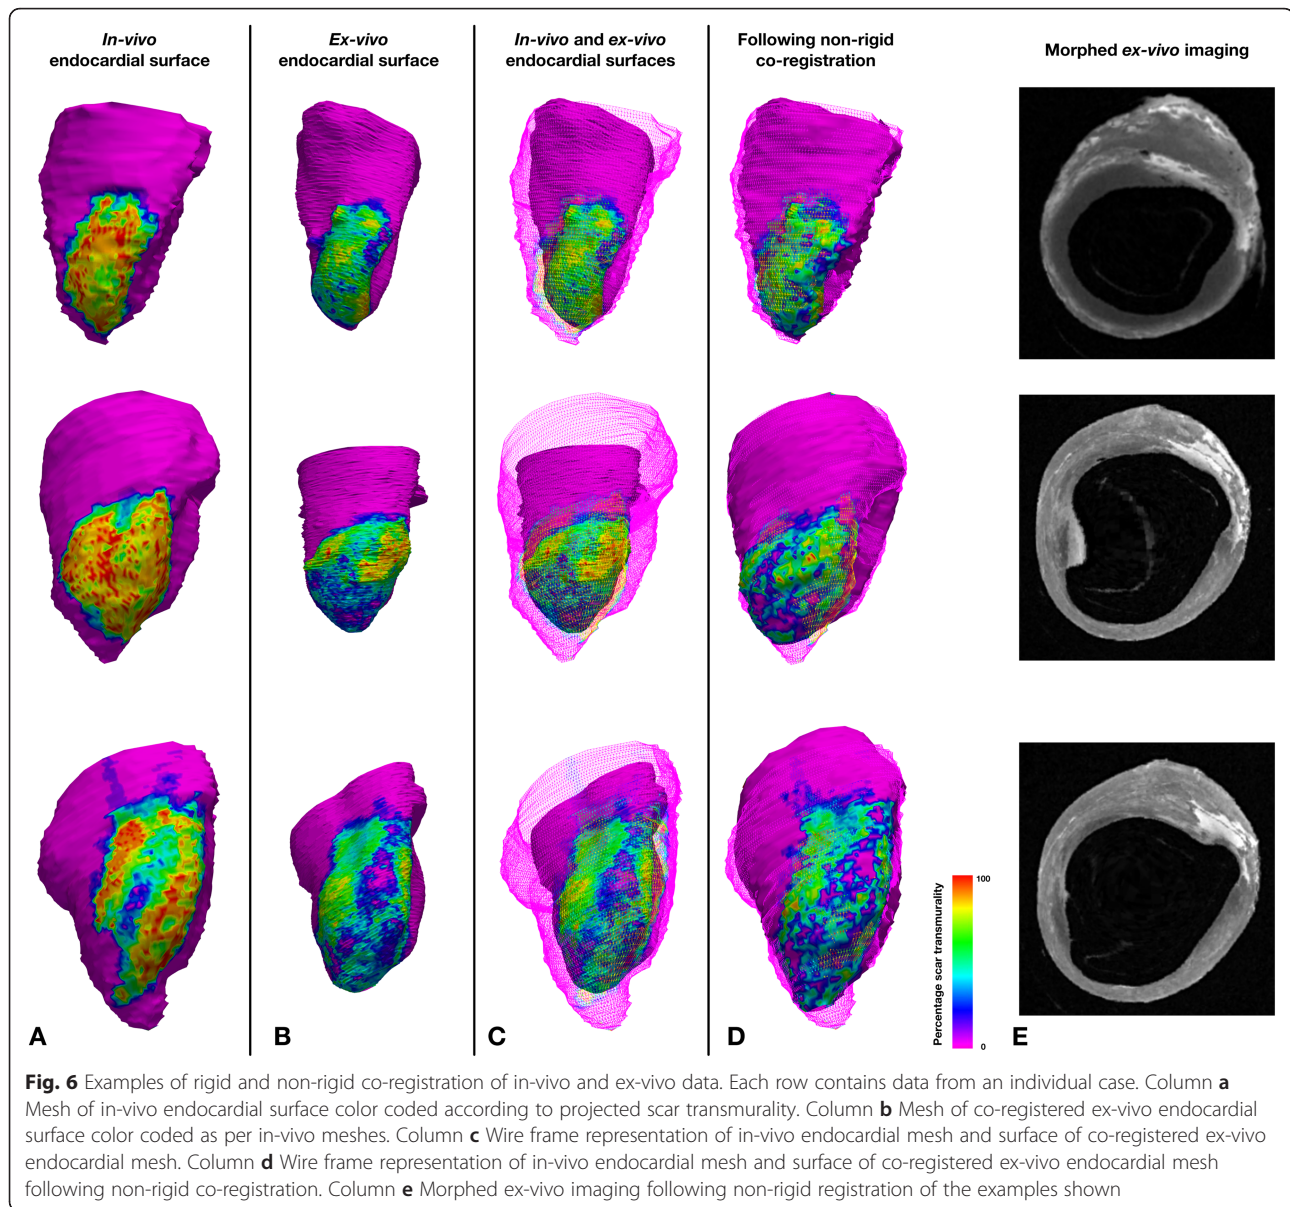 In-vivo
endocardial surface
Ex-vivo
endocardial surface
In-vivo and ex-vivo
endocardial surfaces
Following non-rigid
co-registration
Morphed ex-vivo imaging
Percentage scar transmurality
100
0
A
B
C
D
E
Fig. 6 Examples of rigid and non-rigid co-registration of in-vivo and ex-vivo data. Each row contains data from an individual case. Column a
Mesh of in-vivo endocardial surface color coded according to projected scar transmurality. Column b Mesh of co-registered ex-vivo endocardial
surface color coded as per in-vivo meshes. Column c Wire frame representation of in-vivo endocardial mesh and surface of co-registered ex-vivo
endocardial mesh. Column d Wire frame representation of in-vivo endocardial mesh and surface of co-registered ex-vivo endocardial mesh
following non-rigid co-registration. Column e Morphed ex-vivo imaging following non-rigid registration of the examples shown